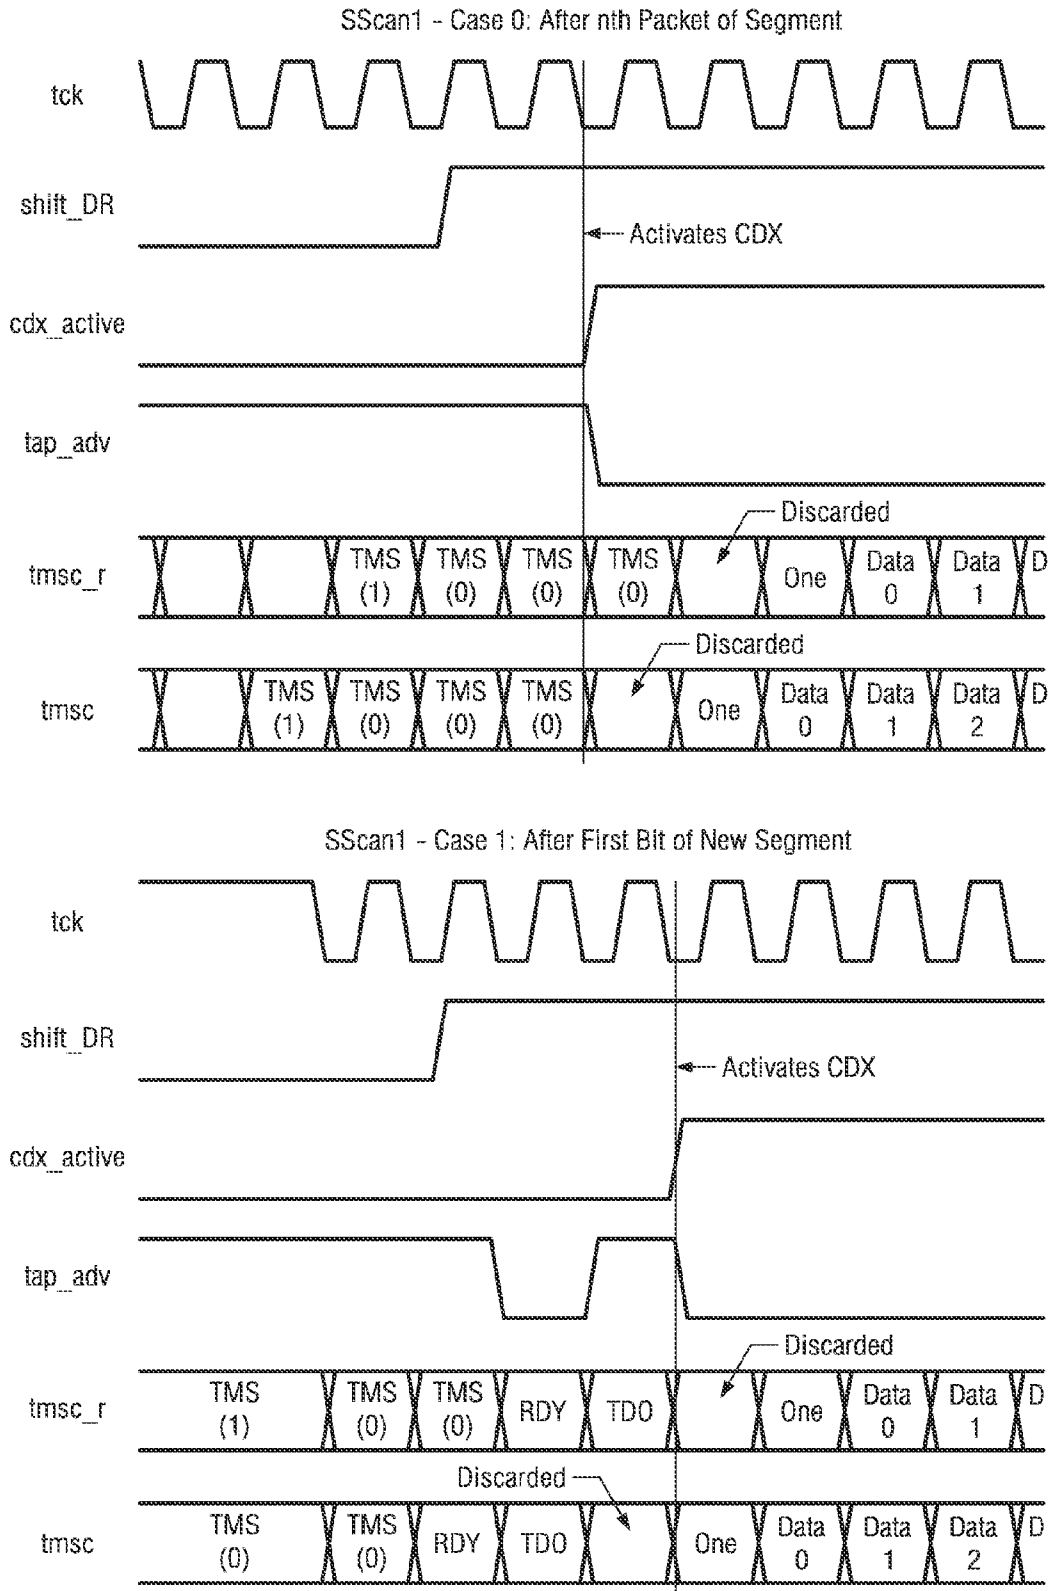 SScan1 - Case 0: After nth Packet of Segment
tck
shift_DR
Activates CDX
cdx_active
tap_adv
Discarded
tmsc_r
TMS (1) TMS (0) TMS (0) TMS (0) One Data 0 Data 1 D
Discarded
tmsc
TMS (1) TMS (0) TMS (0) TMS (0) One Data 0 Data 1 Data 2 D
SScan1 - Case 1: After First Bit of New Segment
tck
shift_DR
Activates CDX
cdx_active
tap_adv
Discarded
tmsc_r
TMS (1) TMS (0) TMS (0) RDY TDO One Data 0 Data 1 D
Discarded
tmsc
TMS (0) TMS (0) RDY TDO One Data 0 Data 1 Data 2 D